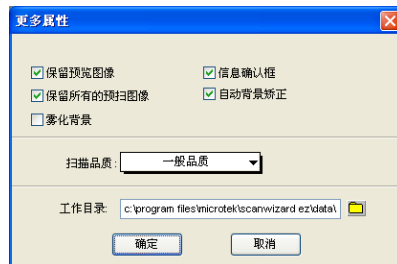 更多属性
保留预览图像 信息确认框
保留所有的预扫图像 自动背景矫正
雾化背景
扫描品质: 一般品质
工作目录: c:\program files\microtek\scanwizard ez\data\
确定 取消